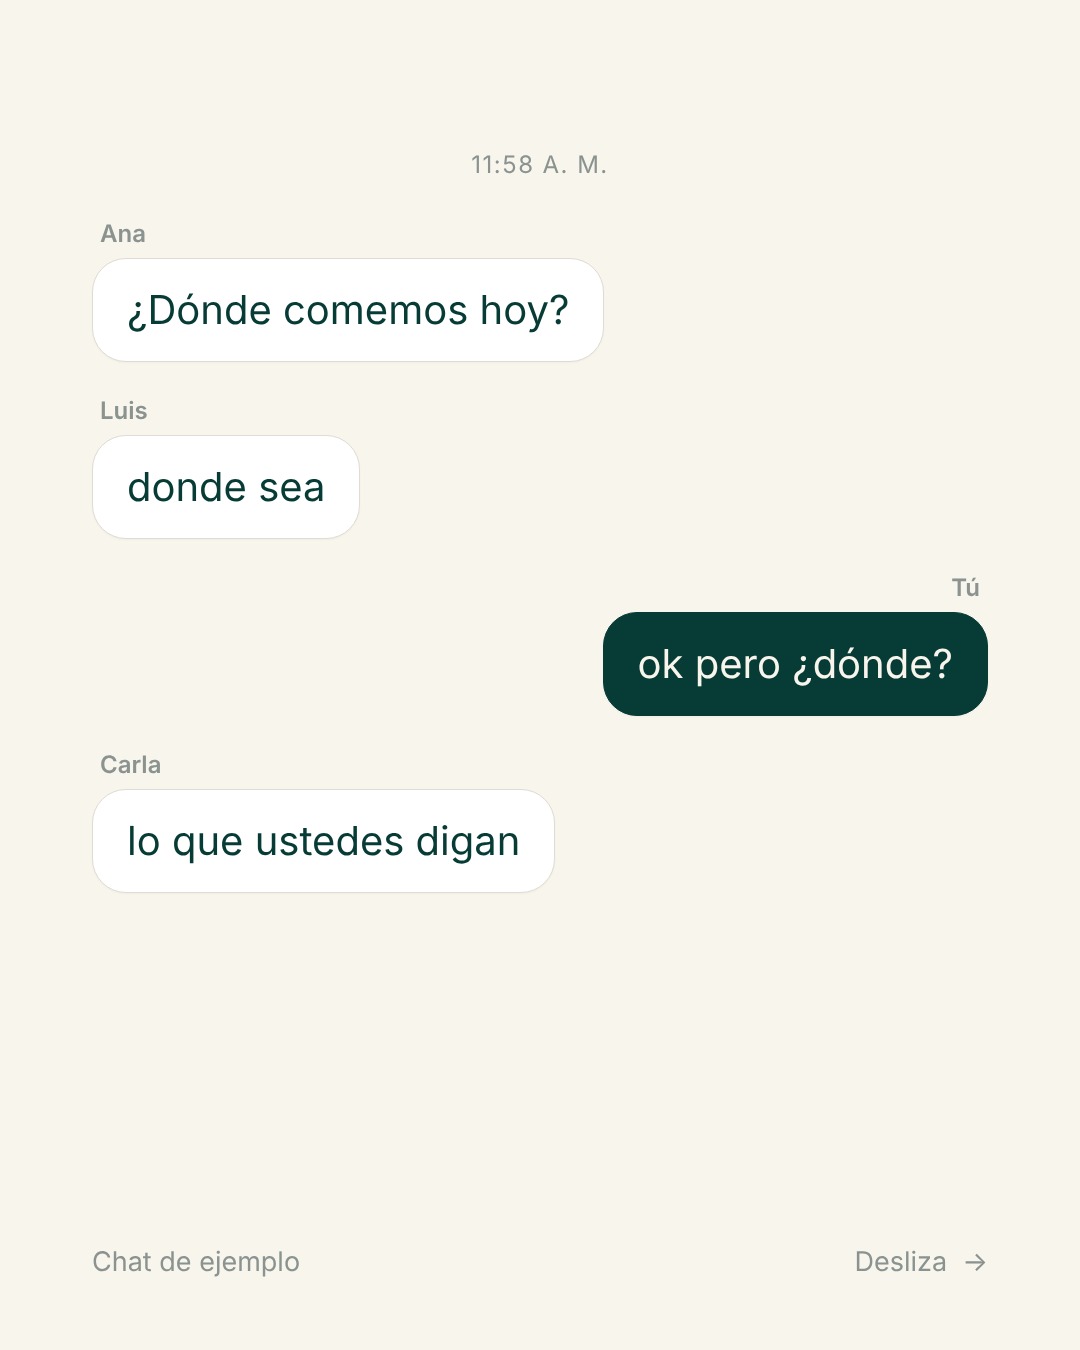 11:58 A. M.
Ana
¿Dónde comemos hoy?
Luis
donde sea
Tú
ok pero ¿dónde?
Carla
lo que ustedes digan
Chat de ejemplo
Desliza →